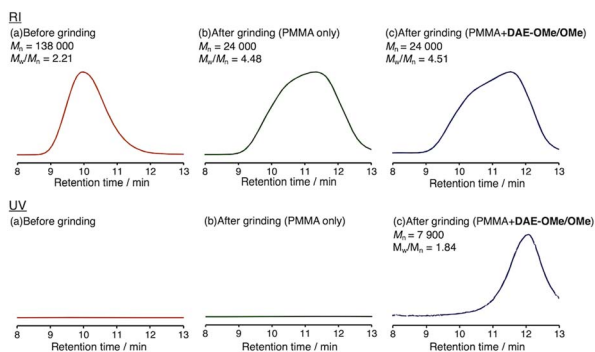 RI
(a)Before grinding
Mn = 138 000
Mw/Mn = 2.21
(b)After grinding (PMMA only)
Mn = 24 000
Mw/Mn = 4.48
(c)After grinding (PMMA+DAE-OMe/OMe)
Mn = 24 000
Mw/Mn = 4.51
8 9 10 11 12 13
Retention time / min
8 9 10 11 12 13
Retention time / min
8 9 10 11 12 13
Retention time / min
UV
(a)Before grinding
(b)After grinding (PMMA only)
(c)After grinding (PMMA+DAE-OMe/OMe)
Mn = 7 900
Mw/Mn = 1.84
8 9 10 11 12 13
Retention time / min
8 9 10 11 12 13
Retention time / min
8 9 10 11 12 13
Retention time / min